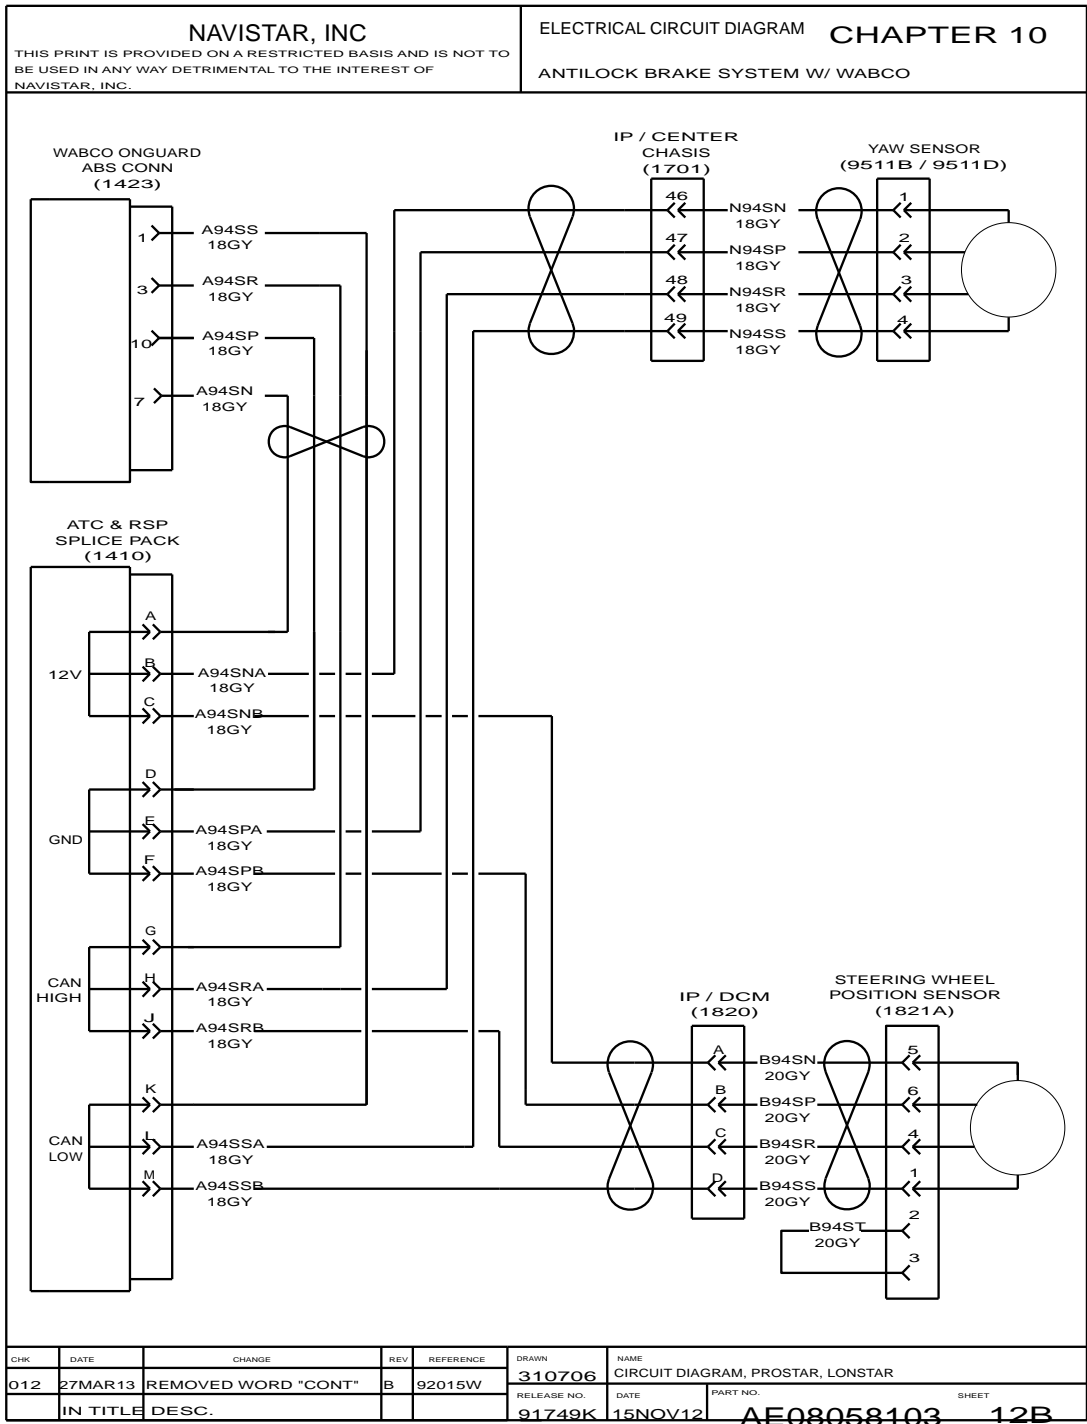 NAVISTAR, INC
THIS PRINT IS PROVIDED ON A RESTRICTED BASIS AND IS NOT TO
BE USED IN ANY WAY DETRIMENTAL TO THE INTEREST OF
NAVISTAR, INC.
ELECTRICAL CIRCUIT DIAGRAM CHAPTER 10
ANTILOCK BRAKE SYSTEM W/ WABCO
WABCO ONGUARD
ABS CONN
(1423)
1 A94SS
18GY
3 A94SR
18GY
10 A94SP
18GY
7 A94SN
18GY
IP / CENTER
CHASIS
(1701)
46
47
48
49
N94SN
18GY
N94SP
18GY
N94SR
18GY
N94SS
18GY
YAW SENSOR
(9511B / 9511D)
1
2
3
4
ATC & RSP
SPLICE PACK
(1410)
12V
A
B A94SNA
18GY
C A94SNB
18GY
GND
D
E A94SPA
18GY
F A94SPB
18GY
CAN
HIGH
G
H A94SRA
18GY
J A94SRB
18GY
CAN
LOW
K
L A94SSA
18GY
M A94SSB
18GY
IP / DCM
(1820)
A
B
C
D
B94SN
20GY
B94SP
20GY
B94SR
20GY
B94SS
20GY
B94ST
20GY
STEERING WHEEL
POSITION SENSOR
(1821A)
5
6
4
1
2
3
CHK DATE CHANGE REV REFERENCE
012 27MAR13 REMOVED WORD "CONT" B 92015W
IN TITLE DESC.
DRAWN
310706
NAME
CIRCUIT DIAGRAM, PROSTAR, LONSTAR
RELEASE NO.
91749K
DATE
15NOV12
PART NO.
AE08058103
SHEET
12B